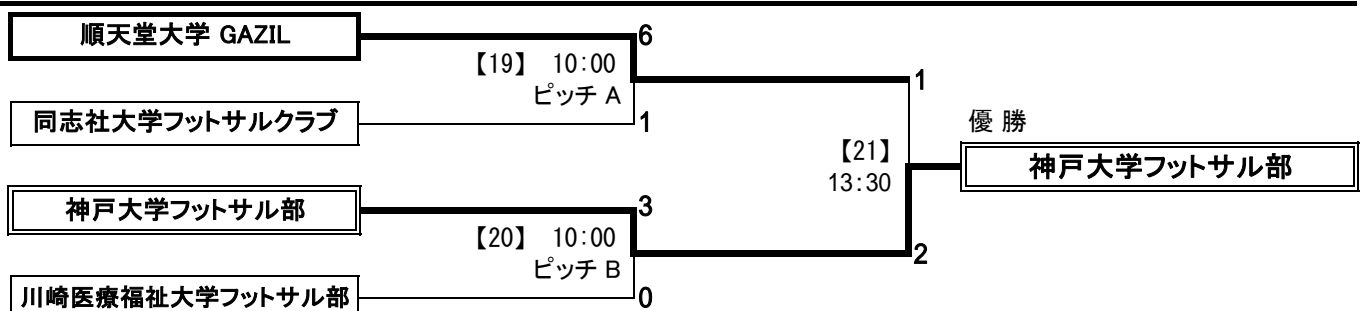 順天堂大学 GAZIL
6
【19】 10:00
ピッチ A
1
同志社大学フットサルクラブ
1
優 勝
【21】
13:30
神戸大学フットサル部
神戸大学フットサル部
3
【20】 10:00
ピッチ B
2
川崎医療福祉大学フットサル部
0